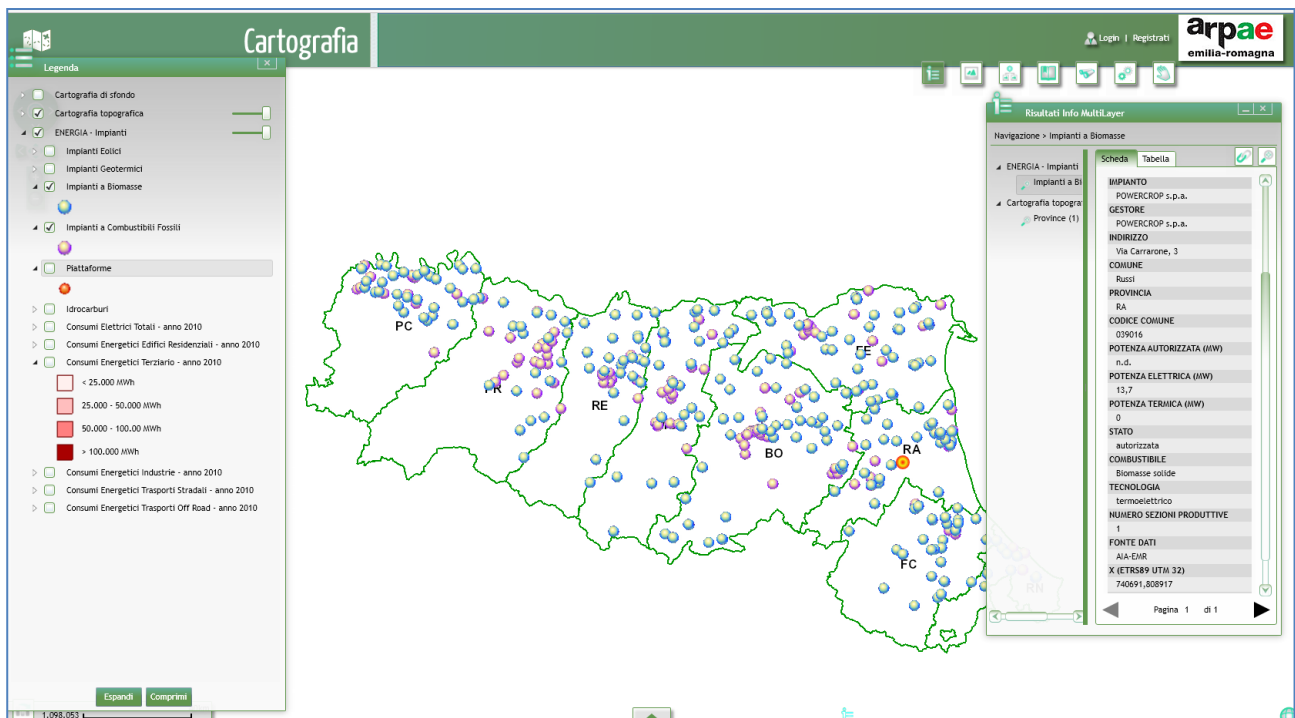 Cartografia
Login | Registrati
arpae
emilia-romagna
Legenda
Cartografia di sfondo
Cartografia topografica
ENERGIA - Impianti
Impianti Eolici
Impianti Geotermici
Impianti a Biomasse
Impianti a Combustibili Fossili
Piattaforme
Idrocarburi
Consumi Elettrici Totali - anno 2010
Consumi Energetici Edifici Residenziali - anno 2010
Consumi Energetici Terziario - anno 2010
< 25.000 MWh
25.000 - 50.000 MWh
50.000 - 100.00 MWh
> 100.000 MWh
Consumi Energetici Industrie - anno 2010
Consumi Energetici Trasporti Stradali - anno 2010
Consumi Energetici Trasporti Off Road - anno 2010
Espandi Comprimi
1.098.053
PC
PR
RE
BO
FE
RA
FC
RN
Risultati Info MultiLayer
Navigazione > Impianti a Biomasse
ENERGIA - Impianti
Impianti a Bi
Cartografia topogra
Province (1)
Scheda Tabella
IMPIANTO
POWERCROP s.p.a.
GESTORE
POWERCROP s.p.a.
INDIRIZZO
Via Carrarone, 3
COMUNE
Russi
PROVINCIA
RA
CODICE COMUNE
039016
POTENZA AUTORIZZATA (MW)
n.d.
POTENZA ELETTRICA (MW)
13,7
POTENZA TERMICA (MW)
0
STATO
autorizzata
COMBUSTIBILE
Biomasse solide
TECNOLOGIA
termoelettrico
NUMERO SEZIONI PRODUTTIVE
1
FONTE DATI
AIA-EMR
X (ETRS89 UTM 32)
740691,808917
Pagina 1 di 1